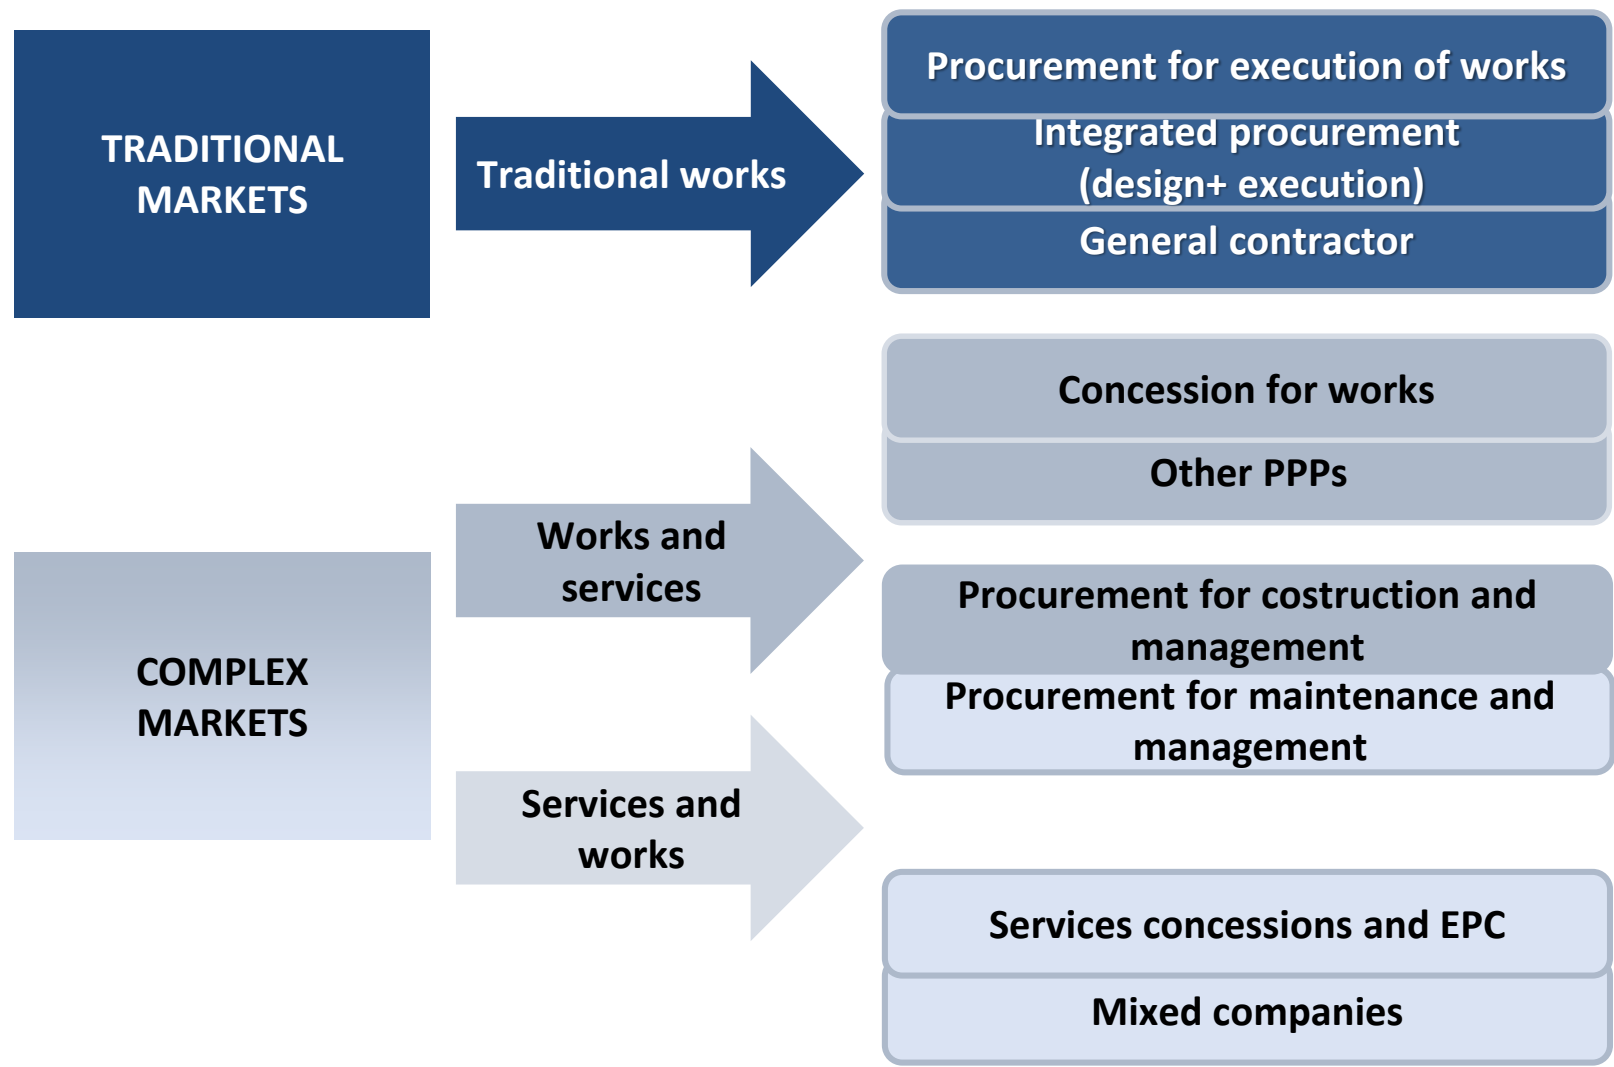 TRADITIONAL
MARKETS
Traditional works
Procurement for execution of works
Integrated procurement
(design+ execution)
General contractor
COMPLEX
MARKETS
Works and
services
Concession for works
Other PPPs
Procurement for costruction and
management
Procurement for maintenance and
management
Services and
works
Services concessions and EPC
Mixed companies